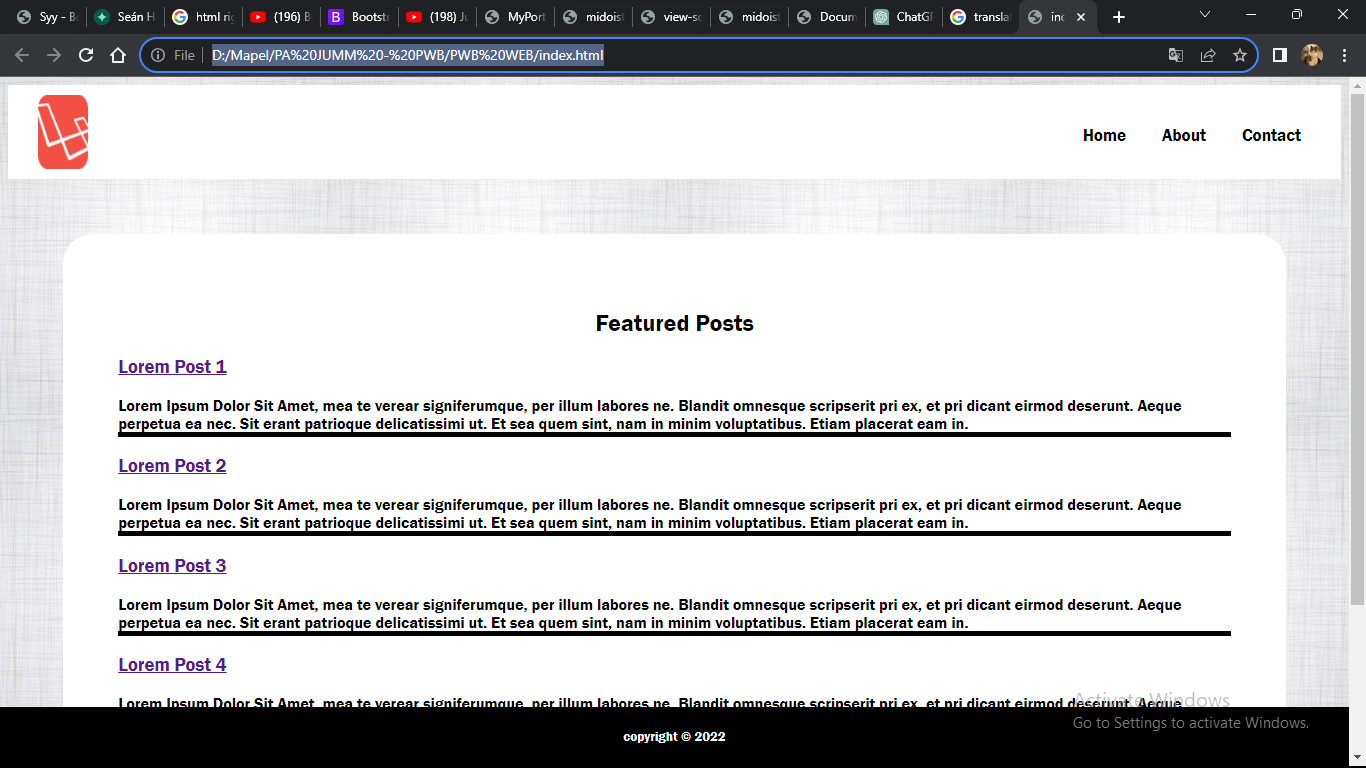 Syy - B
Seán H
html ri
(196) B
Bootst
(198) J
MyPort
midois
view-s
midois
Docum
ChatGP
transla
in
File
D:/Mapel/PA%20JUMM%20-%20PWB/PWB%20WEB/index.html
Home About Contact
Featured Posts
Lorem Post 1
Lorem Ipsum Dolor Sit Amet, mea te verear signiferumque, per illum labores ne. Blandit omnesque scripserit pri ex, et pri dicant eirmod deserunt. Aeque
perpetua ea nec. Sit erant patrioque delicatissimi ut. Et sea quem sint, nam in minim voluptatibus. Etiam placerat eam in.
Lorem Post 2
Lorem Ipsum Dolor Sit Amet, mea te verear signiferumque, per illum labores ne. Blandit omnesque scripserit pri ex, et pri dicant eirmod deserunt. Aeque
perpetua ea nec. Sit erant patrioque delicatissimi ut. Et sea quem sint, nam in minim voluptatibus. Etiam placerat eam in.
Lorem Post 3
Lorem Ipsum Dolor Sit Amet, mea te verear signiferumque, per illum labores ne. Blandit omnesque scripserit pri ex, et pri dicant eirmod deserunt. Aeque
perpetua ea nec. Sit erant patrioque delicatissimi ut. Et sea quem sint, nam in minim voluptatibus. Etiam placerat eam in.
Lorem Post 4
Lorem Ipsum Dolor Sit Amet, mea te verear signiferumque, per illum labores ne. Blandit omnesque scripserit pri ex, et pri dicant eirmod deserunt. Aeque
Activate Windows
Go to Settings to activate Windows.
copyright © 2022